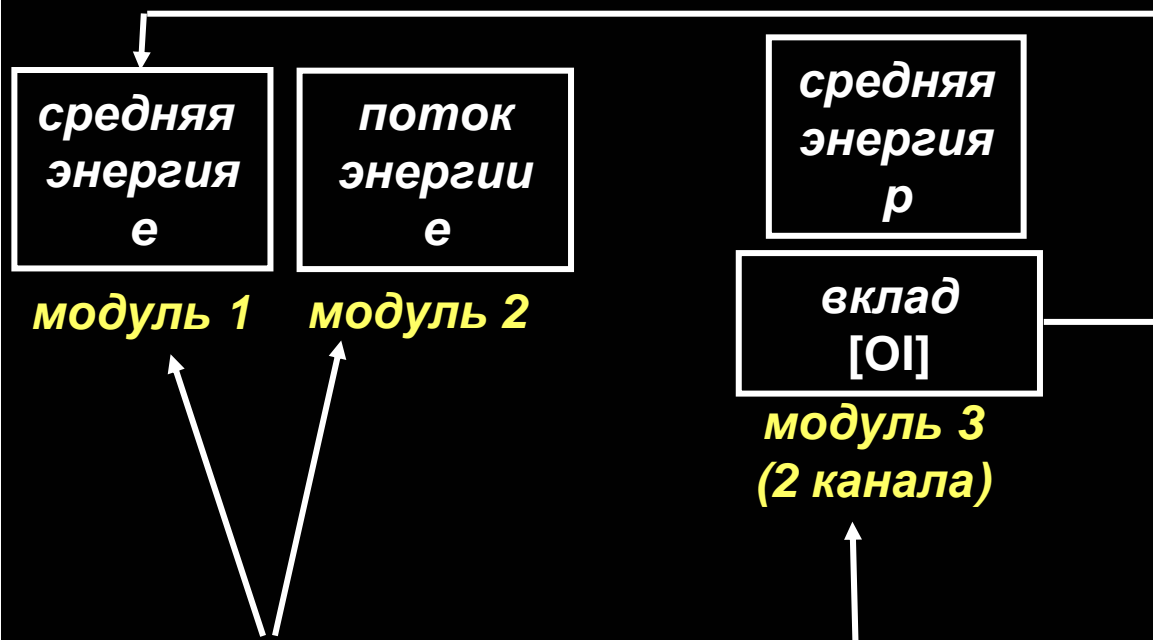 средняя
энергия
е
поток
энергии
е
средняя
энергия
р
модуль 1
модуль 2
вклад
[OI]
модуль 3
(2 канала)